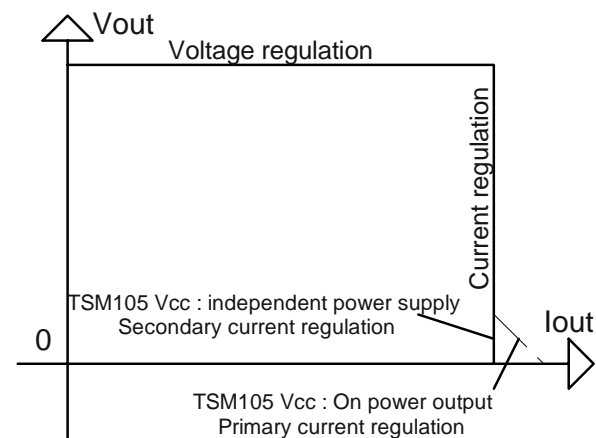 Vout
Voltage regulation
Current regulation
TSM105 Vcc : independent power supply
Secondary current regulation
0
Iout
TSM105 Vcc : On power output
Primary current regulation